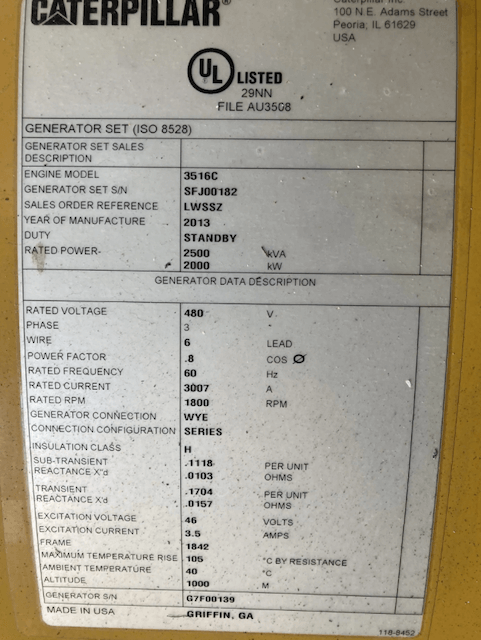 CATERPILLAR®
Caterpillar Inc.
100 N.E. Adams Street
Peoria, IL 61629
USA
UL LISTED
29NN
FILE AU3508
GENERATOR SET (ISO 8528)
GENERATOR SET SALES
DESCRIPTION
ENGINE MODEL 3516C
GENERATOR SET S/N SFJ00182
SALES ORDER REFERENCE LWSSZ
YEAR OF MANUFACTURE 2013
DUTY STANDBY
RATED POWER 2500 kVA
2000 kW
GENERATOR DATA DESCRIPTION
RATED VOLTAGE 480 V
PHASE 3
WIRE 6 LEAD
POWER FACTOR .8 COS Ø
RATED FREQUENCY 60 Hz
RATED CURRENT 3007 A
RATED RPM 1800 RPM
GENERATOR CONNECTION WYE
CONNECTION CONFIGURATION SERIES
INSULATION CLASS H
SUB-TRANSIENT .1118 PER UNIT
REACTANCE X"d .0103 OHMS
TRANSIENT .1704 PER UNIT
REACTANCE X'd .0157 OHMS
EXCITATION VOLTAGE 46 VOLTS
EXCITATION CURRENT 3.5 AMPS
FRAME 1842
MAXIMUM TEMPERATURE RISE 105 °C BY RESISTANCE
AMBIENT TEMPERATURE 40 °C
ALTITUDE 1000 M
GENERATOR S/N G7F00139
MADE IN USA GRIFFIN, GA
118-8452